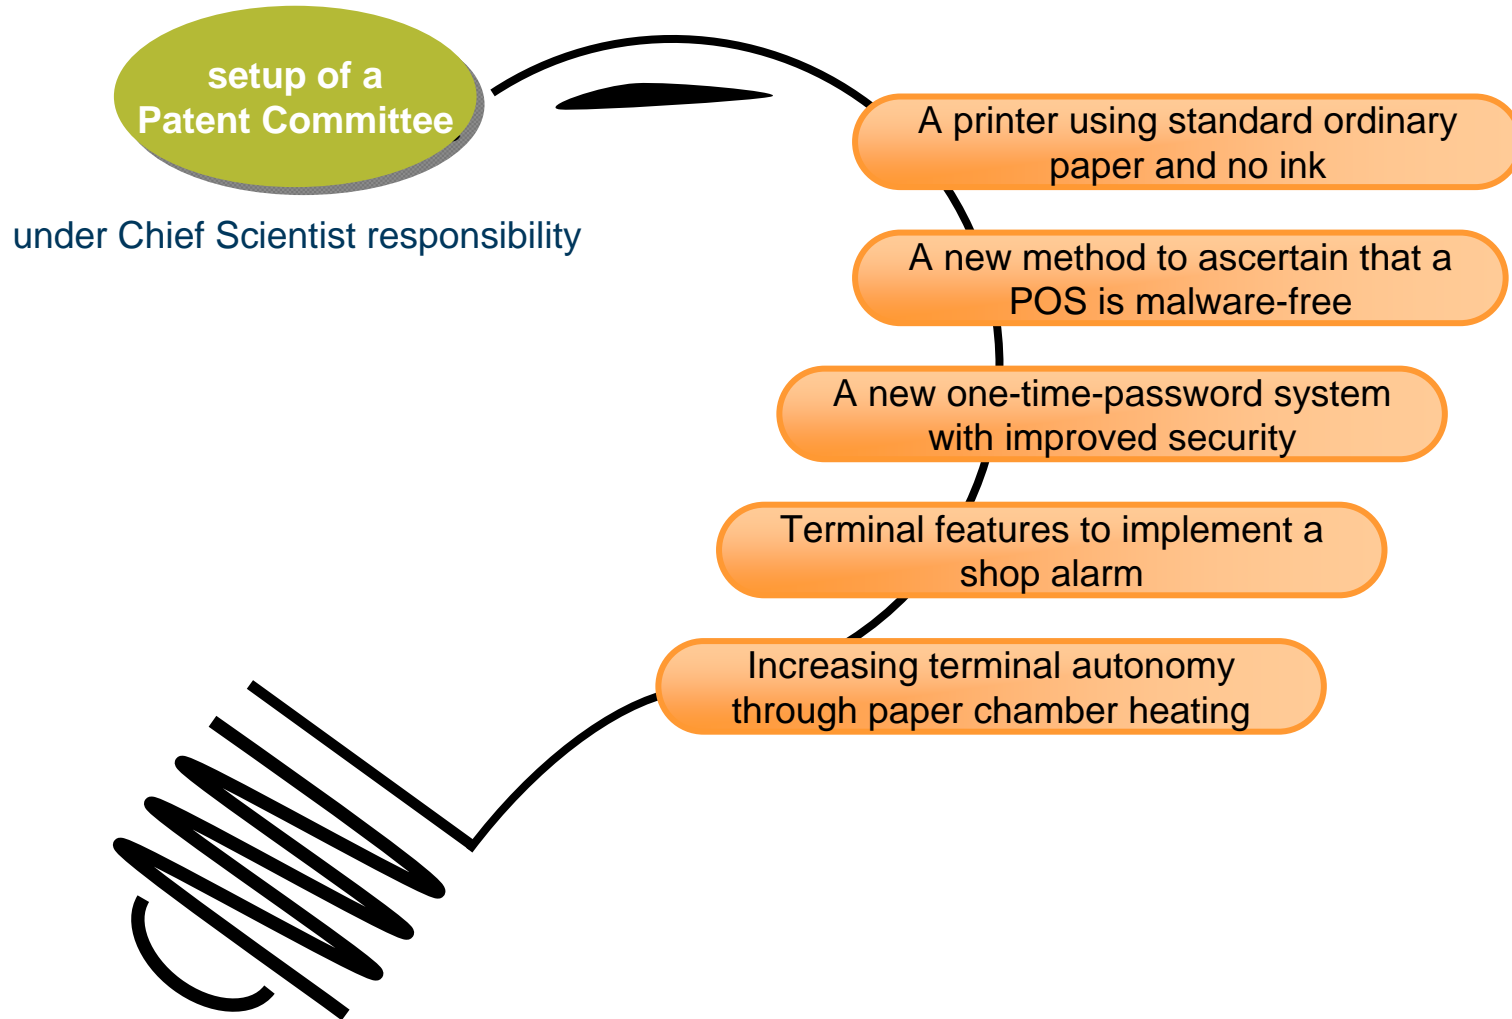 setup of a
Patent Committee
under Chief Scientist responsibility
A printer using standard ordinary
paper and no ink
A new method to ascertain that a
POS is malware-free
A new one-time-password system
with improved security
Terminal features to implement a
shop alarm
Increasing terminal autonomy
through paper chamber heating